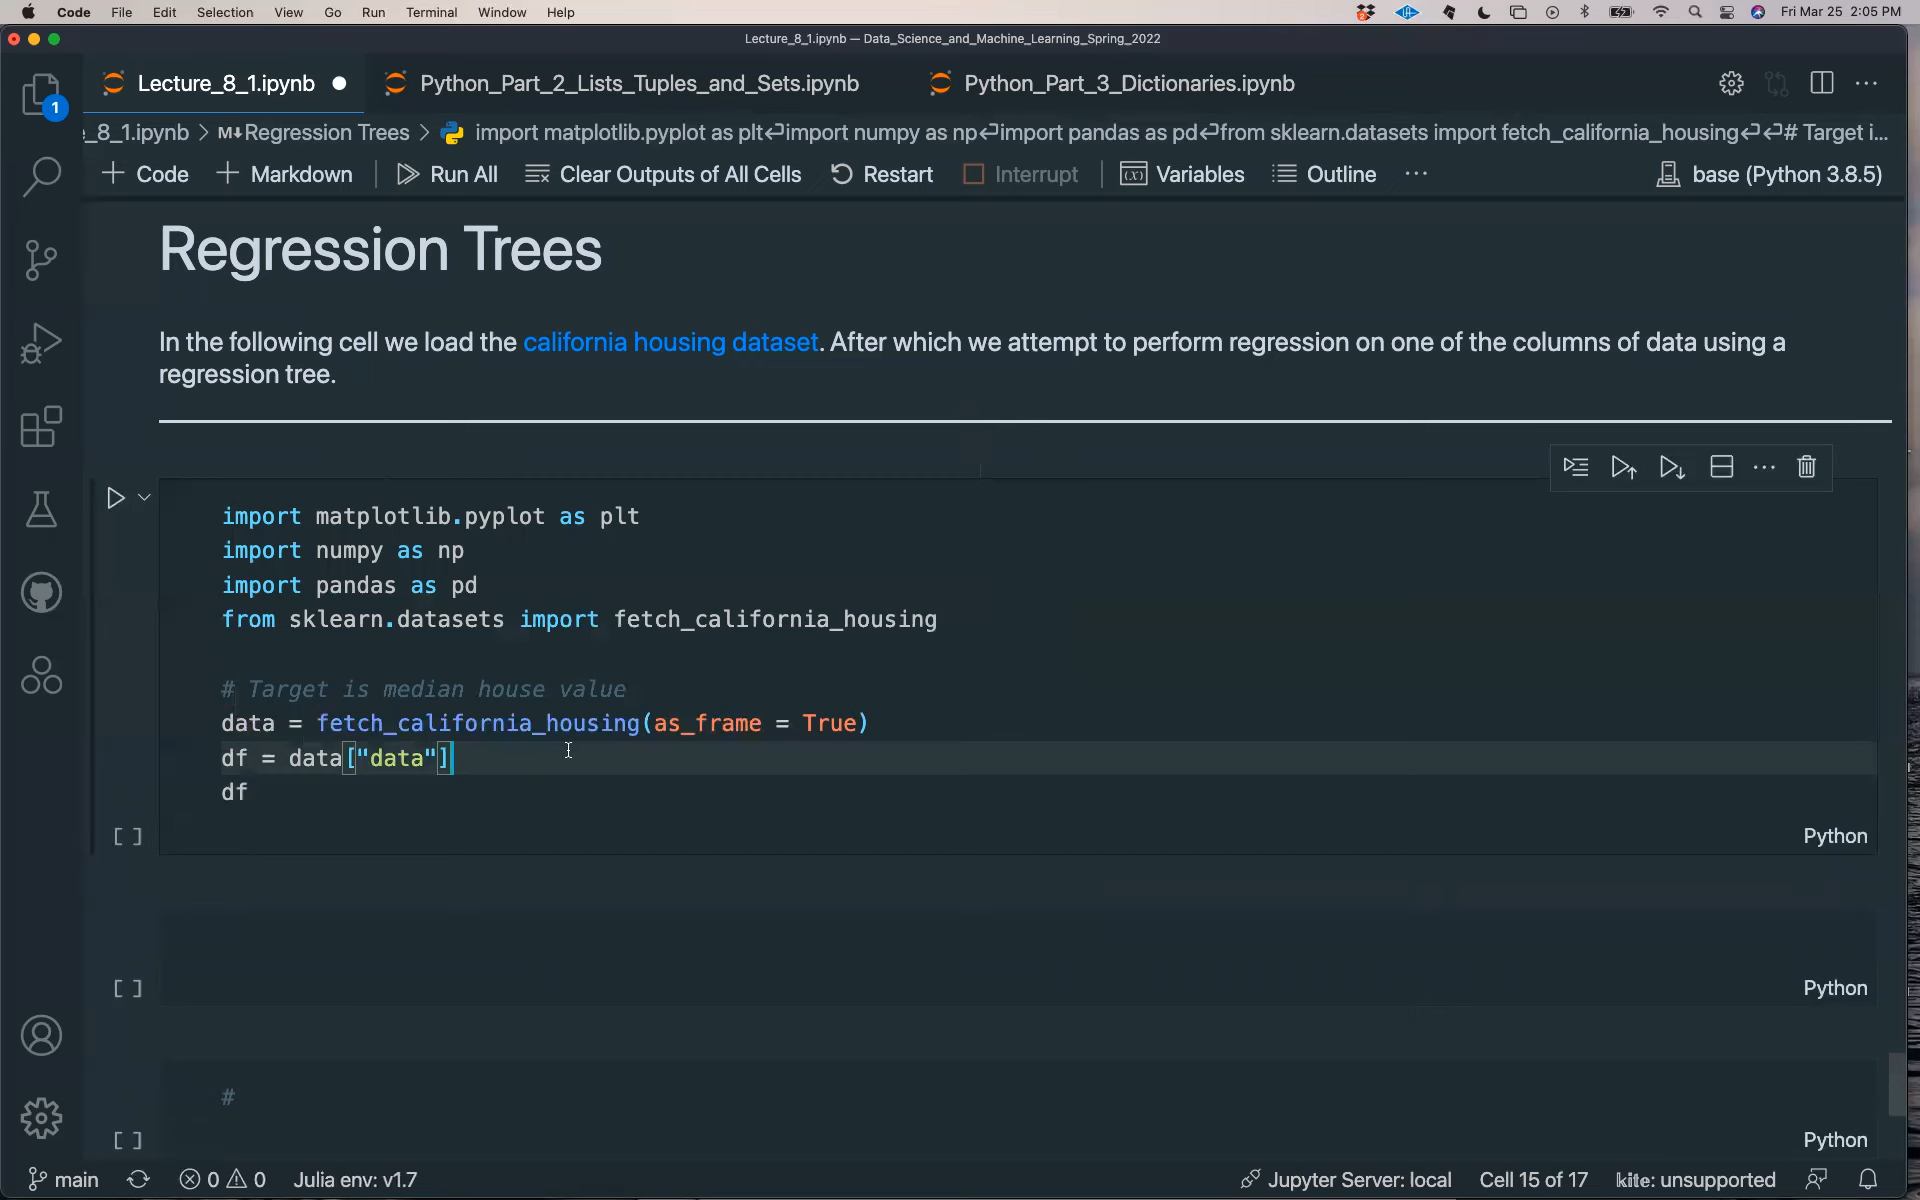 Code File Edit Selection View Go Run Terminal Window Help Fri Mar 25 2:05 PM
Lecture_8_1.ipynb — Data_Science_and_Machine_Learning_Spring_2022
Lecture_8_1.ipynb Python_Part_2_Lists_Tuples_and_Sets.ipynb Python_Part_3_Dictionaries.ipynb
1
_8_1.ipynb > M↓Regression Trees > import matplotlib.pyplot as plt↵import numpy as np↵import pandas as pd↵from sklearn.datasets import fetch_california_housing↵↵# Target i...
+ Code + Markdown Run All Clear Outputs of All Cells Restart Interrupt Variables Outline ... base (Python 3.8.5)
Regression Trees
In the following cell we load the california housing dataset. After which we attempt to perform regression on one of the columns of data using a
regression tree.
import matplotlib.pyplot as plt
import numpy as np
import pandas as pd
from sklearn.datasets import fetch_california_housing
# Target is median house value
data = fetch_california_housing(as_frame = True)
df = data["data"]
df
[ ] Python
[ ] Python
#
[ ] Python
main 0 0 Julia env: v1.7 Jupyter Server: local Cell 15 of 17 kite: unsupported